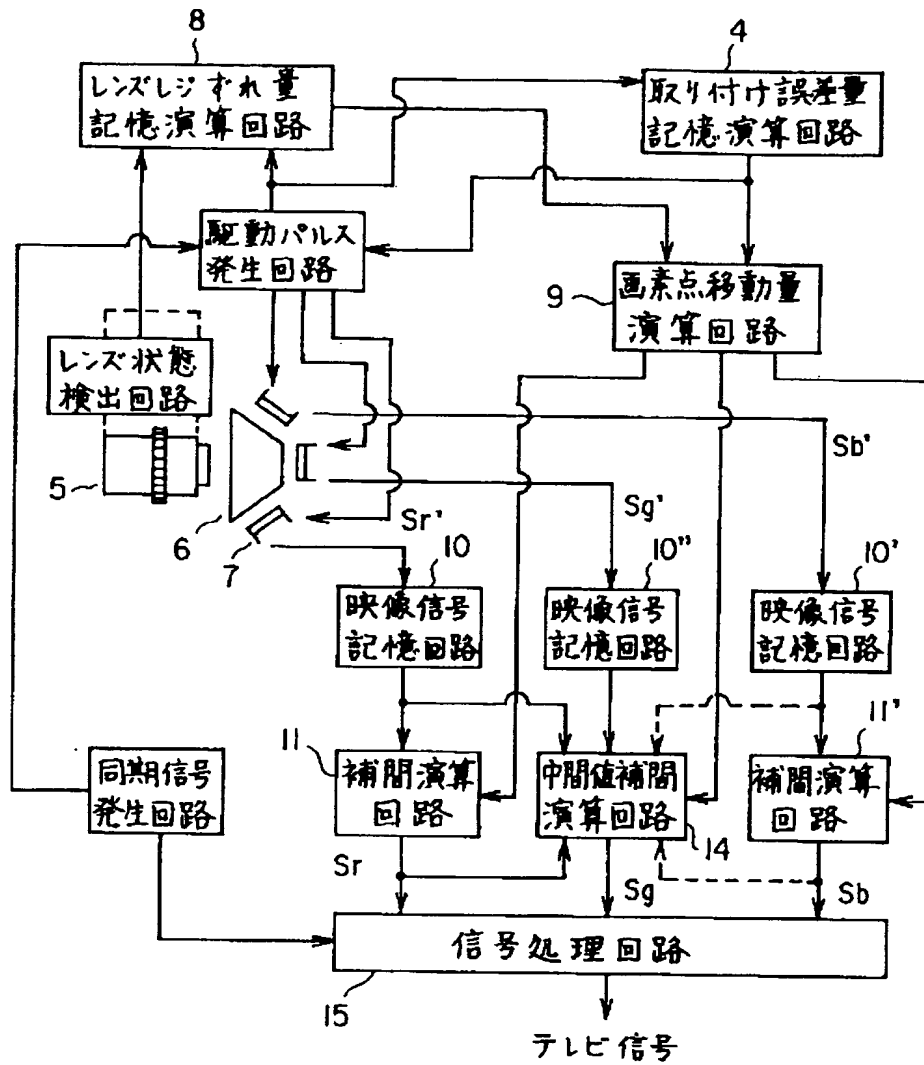 8
レンズレジずれ量
記憶演算回路
4
取り付け誤差量
記憶演算回路
駆動パルス
発生回路
9
画素点移動量
演算回路
レンズ状態
検出回路
5
6
7
Sr'
Sg'
Sb'
10
映像信号
記憶回路
10"
映像信号
記憶回路
10'
映像信号
記憶回路
同期信号
発生回路
11
補間演算
回路
中間値補間
演算回路
14
11'
補間演算
回路
Sr
Sg
Sb
信号処理回路
15
テレビ信号